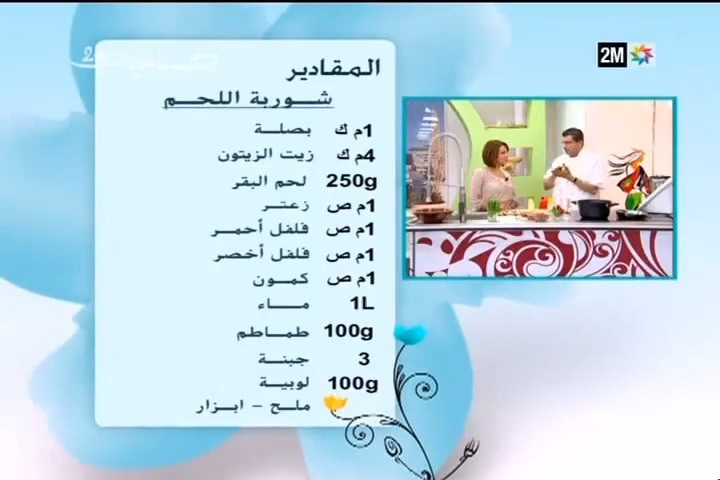 المقادير
شوربة اللحم
1م ك بصلة
4م ك زيت الزيتون
250g لحم البقر
1م ص زعتر
1م ص فلفل أحمر
1م ص فلفل أخصر
1م ص كمون
1L ماء
100g طماطم
3 جبنة
100g لوبية
ملح - ابزار
2M